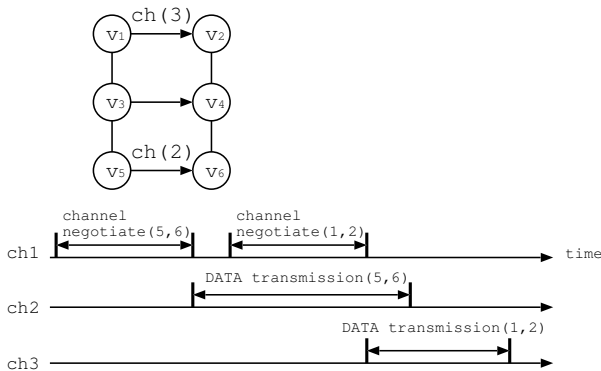 ch(3)
v1 v2
v3 v4
ch(2)
v5 v6
channel
negotiate(5,6)
channel
negotiate(1,2)
ch1
time
DATA transmission(5,6)
ch2
DATA transmission(1,2)
ch3